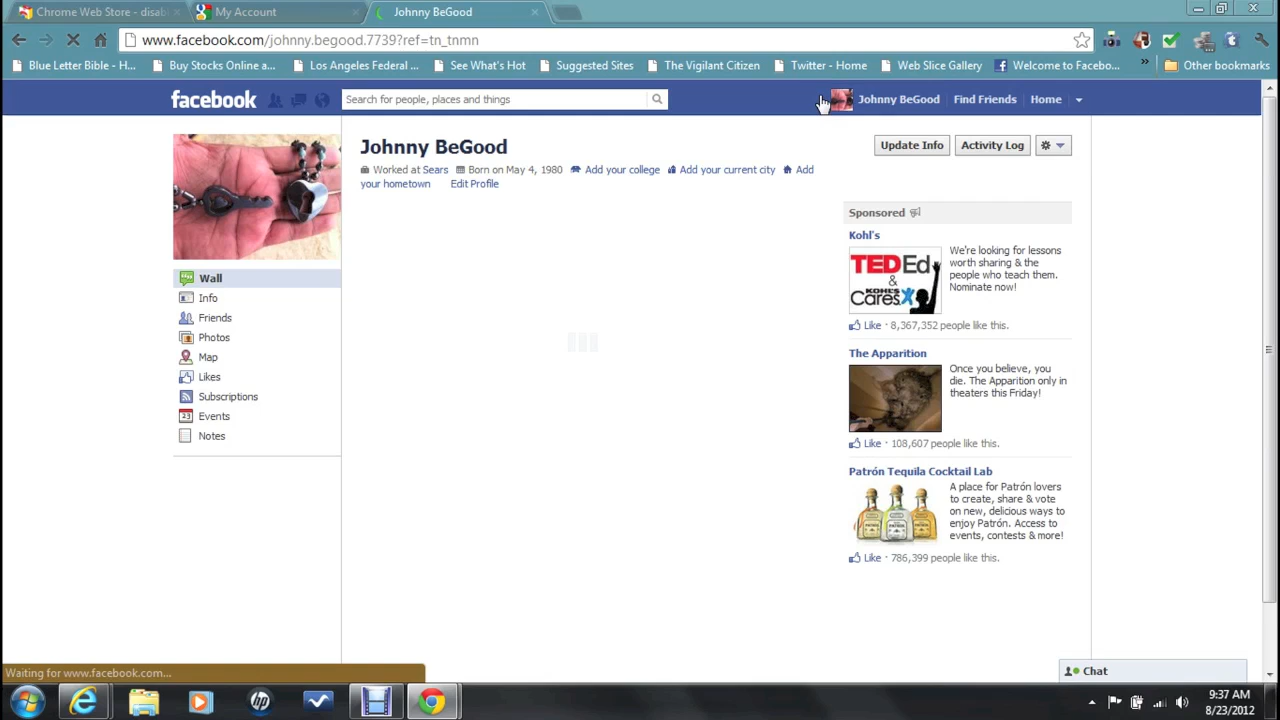 Chrome Web Store - disab
My Account
Johnny BeGood
www.facebook.com/johnny.begood.7739?ref=tn_tnmn
Blue Letter Bible - H...
Buy Stocks Online a...
Los Angeles Federal ...
See What's Hot
Suggested Sites
The Vigilant Citizen
Twitter - Home
Web Slice Gallery
Welcome to Facebo...
Other bookmarks
facebook
Search for people, places and things
Johnny BeGood
Find Friends
Home
Johnny BeGood
Update Info
Activity Log
Worked at Sears
Born on May 4, 1980
Add your college
Add your current city
Add
your hometown
Edit Profile
Wall
Info
Friends
Photos
Map
Likes
Subscriptions
23
Events
Notes
Sponsored
Kohl's
TEDEd
&
KOHL'S
Cares
We're looking for lessons
worth sharing & the
people who teach them.
Nominate now!
Like · 8,367,352 people like this.
The Apparition
Once you believe, you
die. The Apparition only in
theaters this Friday!
Like · 108,607 people like this.
Patrón Tequila Cocktail Lab
A place for Patrón lovers
to create, share & vote
on new, delicious ways to
enjoy Patrón. Access to
events, contests & more!
Like · 786,399 people like this.
Waiting for www.facebook.com...
Chat
hp
9:37 AM
8/23/2012